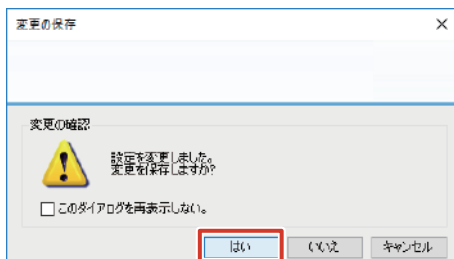 変更の保存
変更の確認
設定を変更しました。
変更を保存しますか?
このダイアログを再表示しない。
はい
いいえ
キャンセル